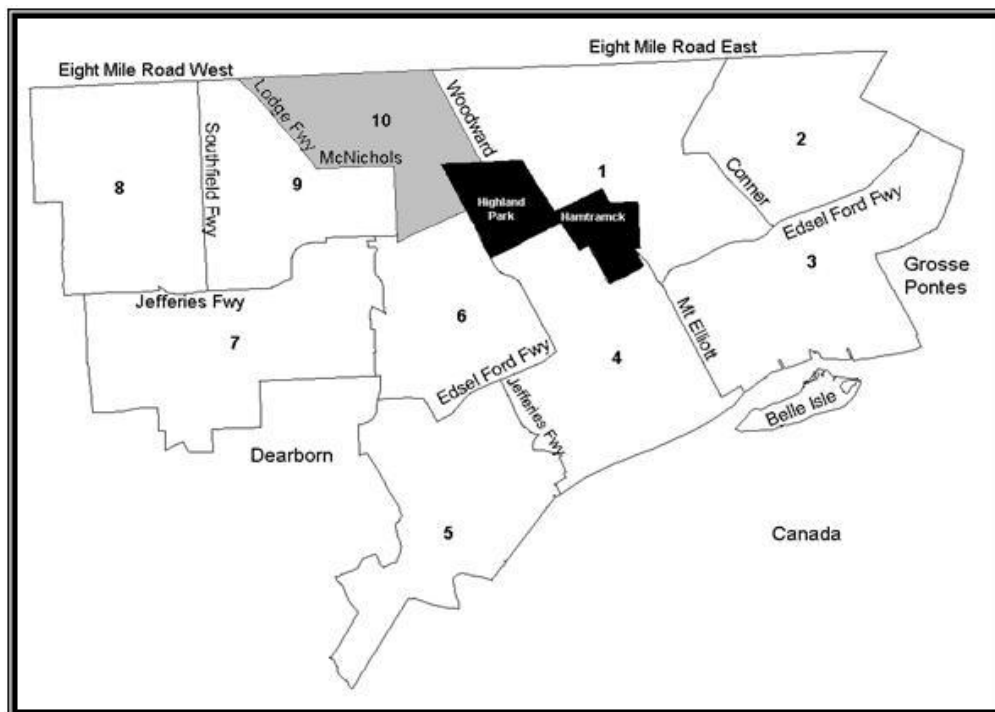 Eight Mile Road East
Eight Mile Road West
Lodge Fwy
10
Woodward
2
Southfield Fwy
McNichols
8
9
1
Conner
Highland
Park
Hamtramck
Edsel Ford Fwy
3
Grosse
Pontes
Jefferies Fwy
6
Mt Elliott
7
4
Edsel Ford Fwy
Jefferies Fwy
Belle Isle
Dearborn
5
Canada